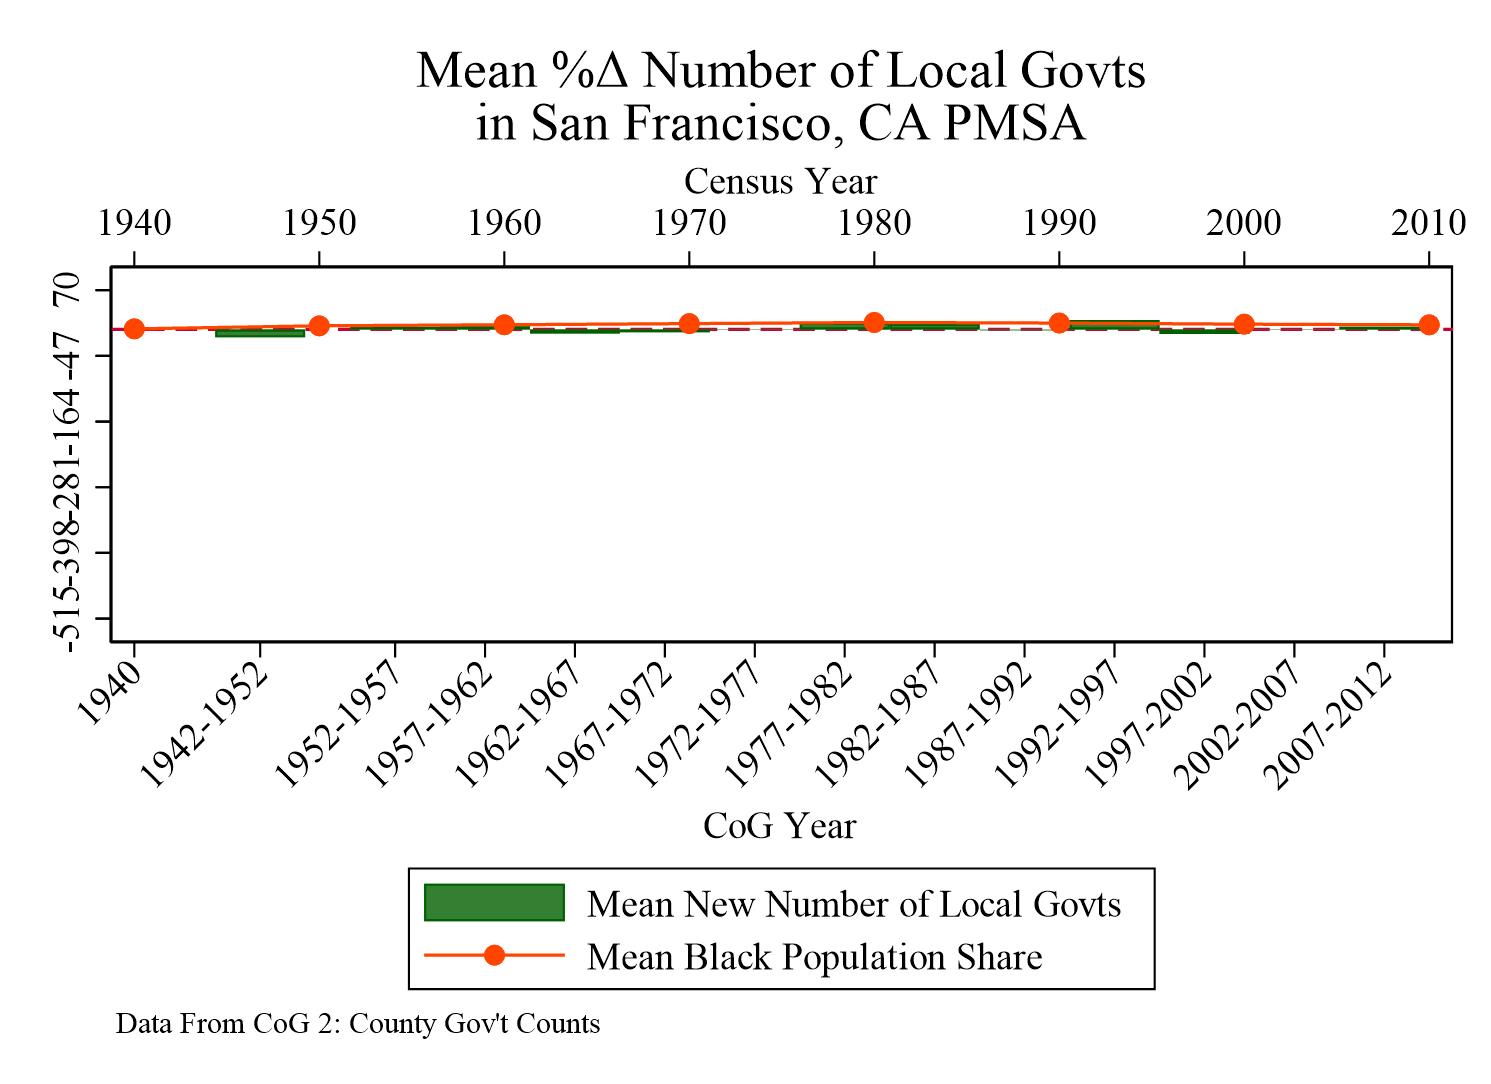 Mean %Δ Number of Local Govts
in San Francisco, CA PMSA
Census Year
1940 1950 1960 1970 1980 1990 2000 2010
70
-47
-164
-281
-398
-515
1940 1942-1952 1952-1957 1957-1962 1962-1967 1967-1972 1972-1977 1977-1982 1982-1987 1987-1992 1992-1997 1997-2002 2002-2007 2007-2012
CoG Year
Mean New Number of Local Govts
Mean Black Population Share
Data From CoG 2: County Gov't Counts